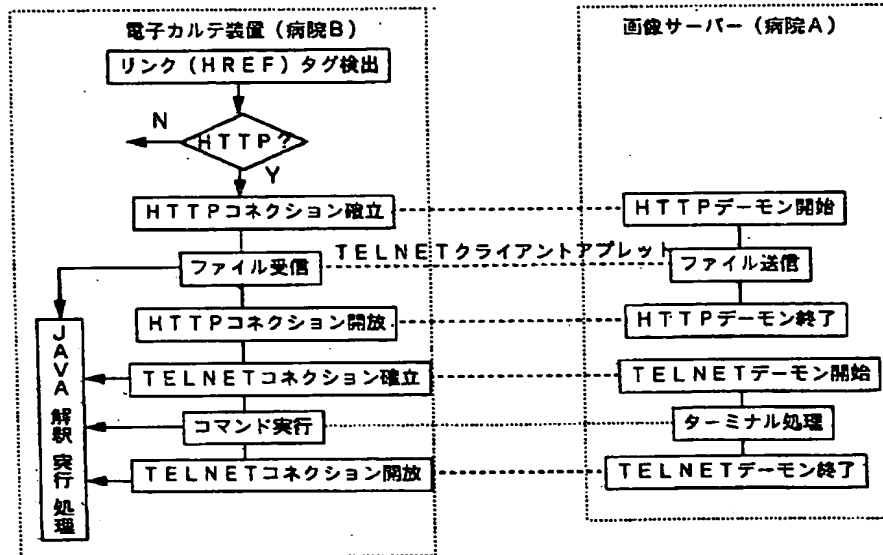 電子カルテ装置（病院B）
画像サーバー（病院A）
リンク（HREF）タグ検出
N
HTTP？
Y
HTTPコネクション確立
HTTPデーモン開始
TELNETクライアントアプレット
ファイル受信
ファイル送信
HTTPコネクション開放
HTTPデーモン終了
JAVA解釈実行処理
TELNETコネクション確立
TELNETデーモン開始
コマンド実行
ターミナル処理
TELNETコネクション開放
TELNETデーモン終了